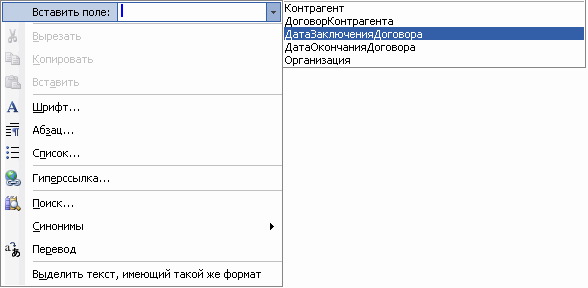 Вставить поле:
Контрагент
ДоговорКонтрагента
ДатаЗаключенияДоговора
ДатаОкончанияДоговора
Организация
Вырезать
Копировать
Вставить
Шрифт...
Абзац...
Список...
Гиперссылка...
Поиск...
Синонимы
Перевод
Выделить текст, имеющий такой же формат